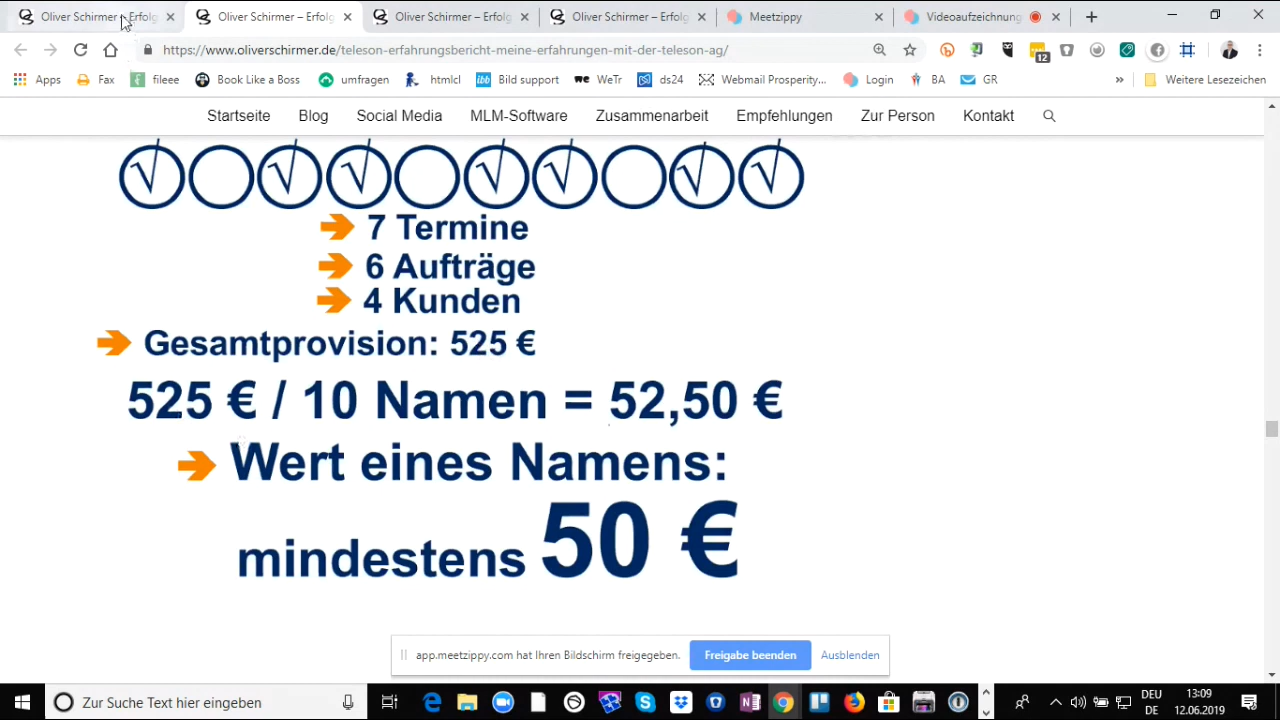 Oliver Schirmer – Erfolg
Oliver Schirmer – Erfolg
Oliver Schirmer – Erfolg
Oliver Schirmer – Erfolg
Meetzippy
Videoaufzeichnung
https://www.oliverschirmer.de/teleson-erfahrungsbericht-meine-erfahrungen-mit-der-teleson-ag/
12
Apps
Fax
fileee
Book Like a Boss
umfragen
htmlcl
ibb
Bild support
WeTr
ds24
Webmail Prosperity...
Login
BA
GR
»
Weitere Lesezeichen
Startseite
Blog
Social Media
MLM-Software
Zusammenarbeit
Empfehlungen
Zur Person
Kontakt
7 Termine
6 Aufträge
4 Kunden
Gesamtprovision: 525 €
525 € / 10 Namen = 52,50 €
Wert eines Namens:
mindestens 50 €
app.meetzippy.com hat Ihren Bildschirm freigegeben.
Freigabe beenden
Ausblenden
Zur Suche Text hier eingeben
DEU
DE
13:09
12.06.2019